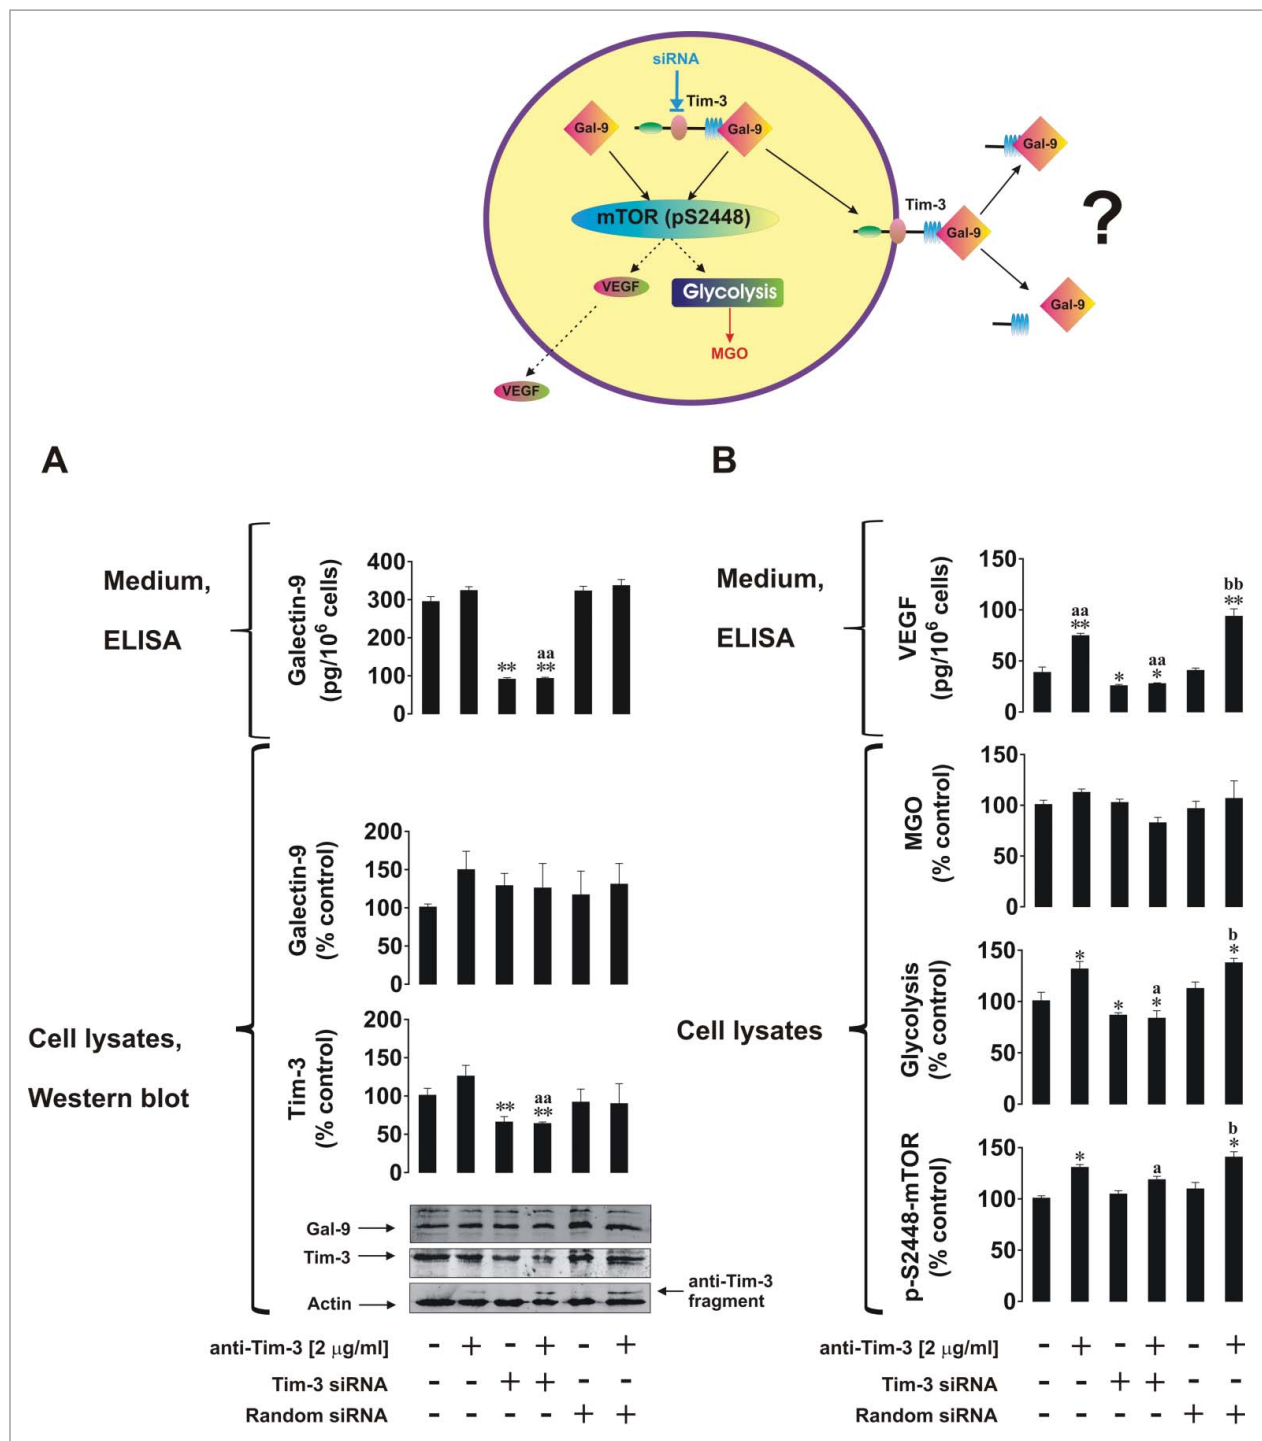 siRNA
Tim-3
Gal-9
Gal-9
Gal-9
mTOR (pS2448)
Tim-3
Gal-9
?
VEGF
Glycolysis
Gal-9
MGO
VEGF
A
Medium,
ELISA
Galectin-9
(pg/10⁶ cells)
400
300
200
100
0
**
aa
**
Cell lysates,
Western blot
Galectin-9
(% control)
200
150
100
50
0
Tim-3
(% control)
200
150
100
50
0
**
aa
**
Gal-9
Tim-3
Actin
anti-Tim-3
fragment
anti-Tim-3 [2 μg/ml] - + - + - +
Tim-3 siRNA - - + + - -
Random siRNA - - - - + +
B
Medium,
ELISA
VEGF
(pg/10⁶ cells)
150
100
50
0
aa
**
*
aa
*
bb
**
Cell lysates
MGO
(% control)
150
100
50
0
Glycolysis
(% control)
150
100
50
0
*
*
a
*
b
*
p-S2448-mTOR
(% control)
150
100
50
0
*
a
b
*
anti-Tim-3 [2 μg/ml] - + - + - +
Tim-3 siRNA - - + + - -
Random siRNA - - - - + +